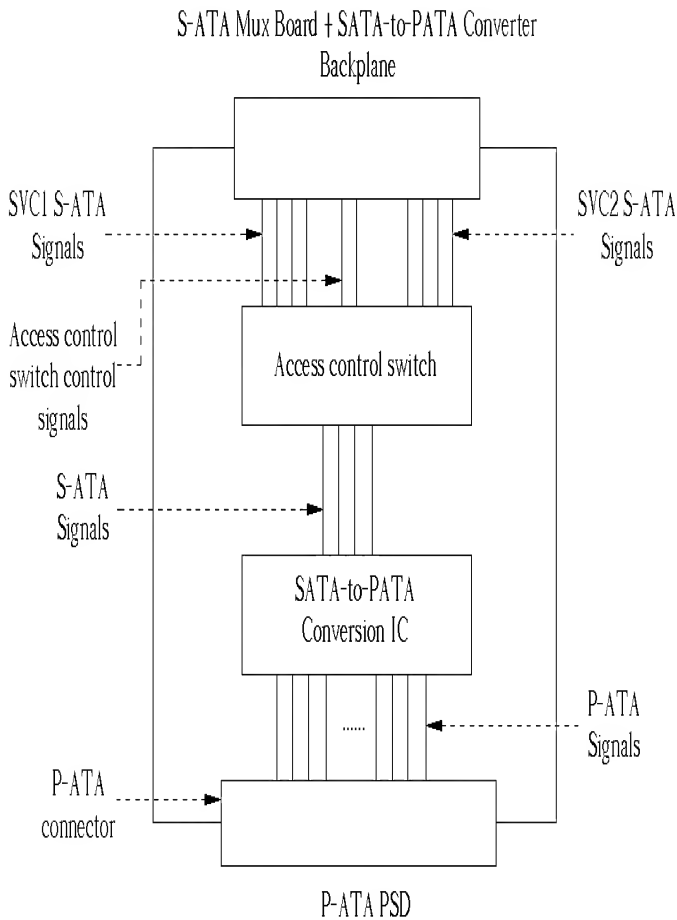 S-ATA Mux Board + SATA-to-PATA Converter
Backplane
SVC1 S-ATA
Signals
SVC2 S-ATA
Signals
Access control
switch control
signals
Access control switch
S-ATA
Signals
SATA-to-PATA
Conversion IC
......
P-ATA
Signals
P-ATA
connector
P-ATA PSD